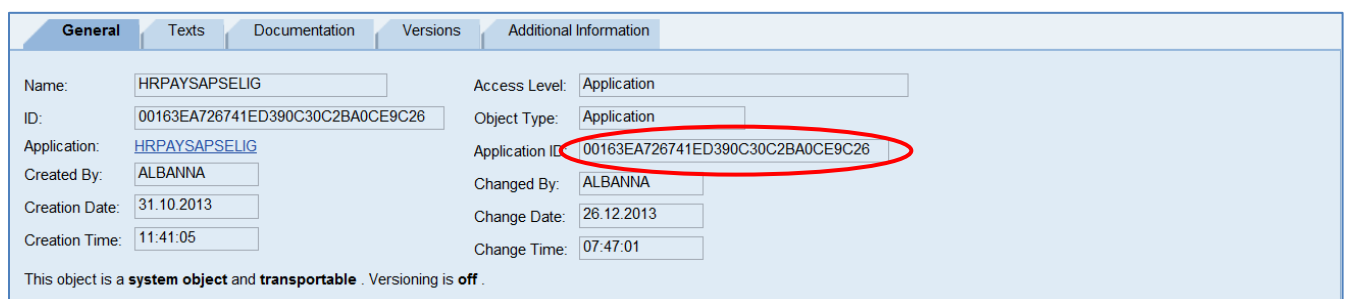 General Texts Documentation Versions Additional Information
Name: HRPAYSAPSELIG Access Level: Application
ID: 00163EA726741ED390C30C2BA0CE9C26 Object Type: Application
Application: HRPAYSAPSELIG Application ID: 00163EA726741ED390C30C2BA0CE9C26
Created By: ALBANNA Changed By: ALBANNA
Creation Date: 31.10.2013 Change Date: 26.12.2013
Creation Time: 11:41:05 Change Time: 07:47:01
This object is a system object and transportable . Versioning is off .